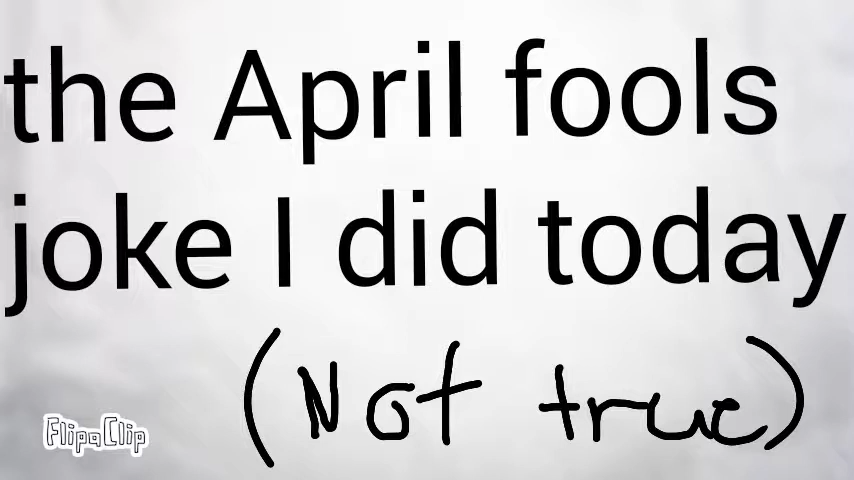 the April fools
joke I did today
(Not true)
FlipaClip